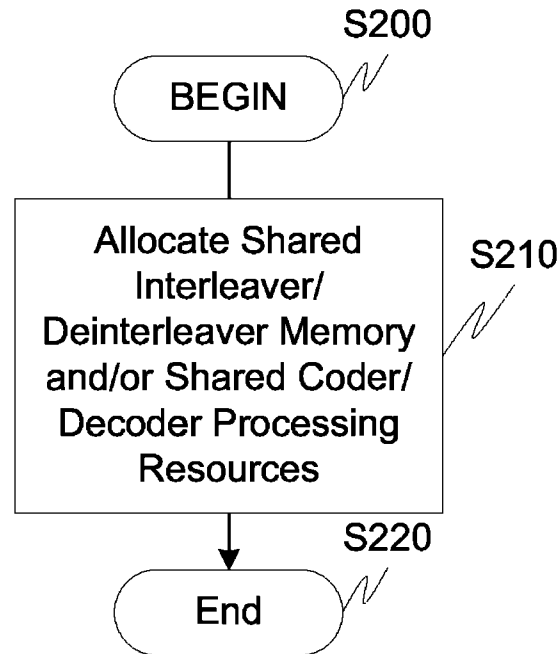 S200
BEGIN
S210
Allocate Shared
Interleaver/
Deinterleaver Memory
and/or Shared Coder/
Decoder Processing
Resources
S220
End